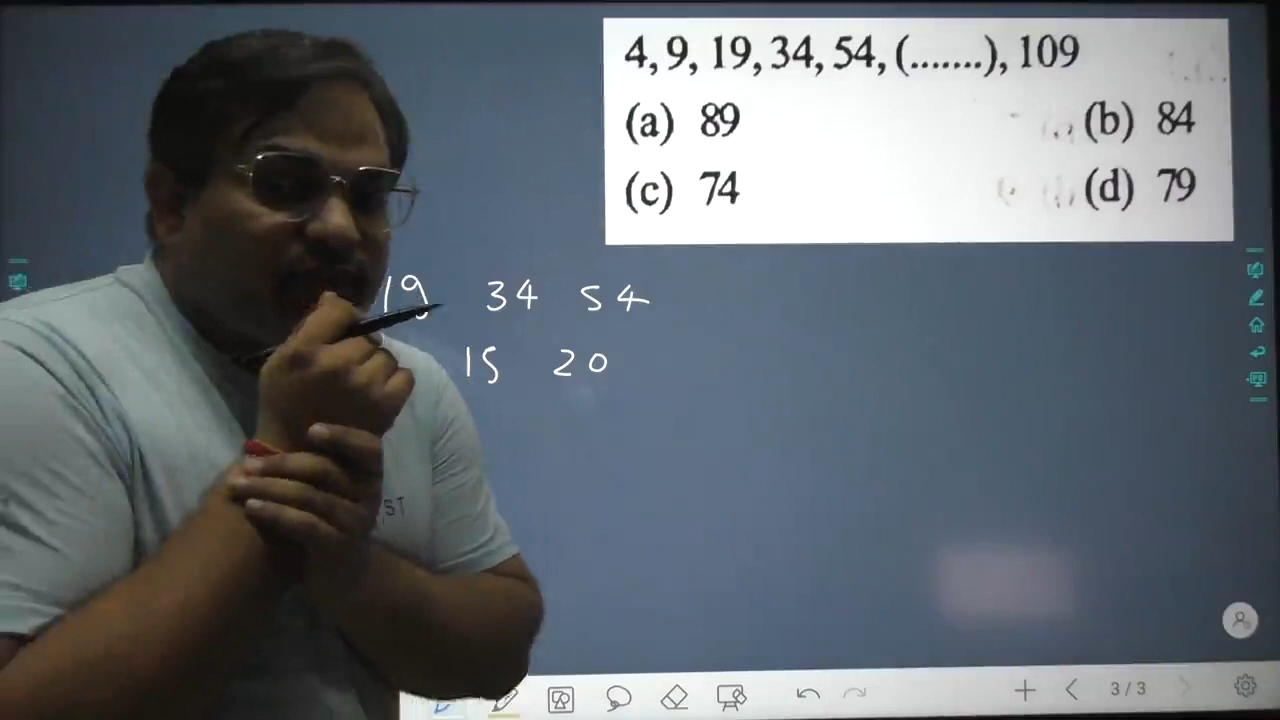 4, 9, 19, 34, 54, (.......), 109
(a) 89 (b) 84
(c) 74 (d) 79
19 34 54
15 20
3/3